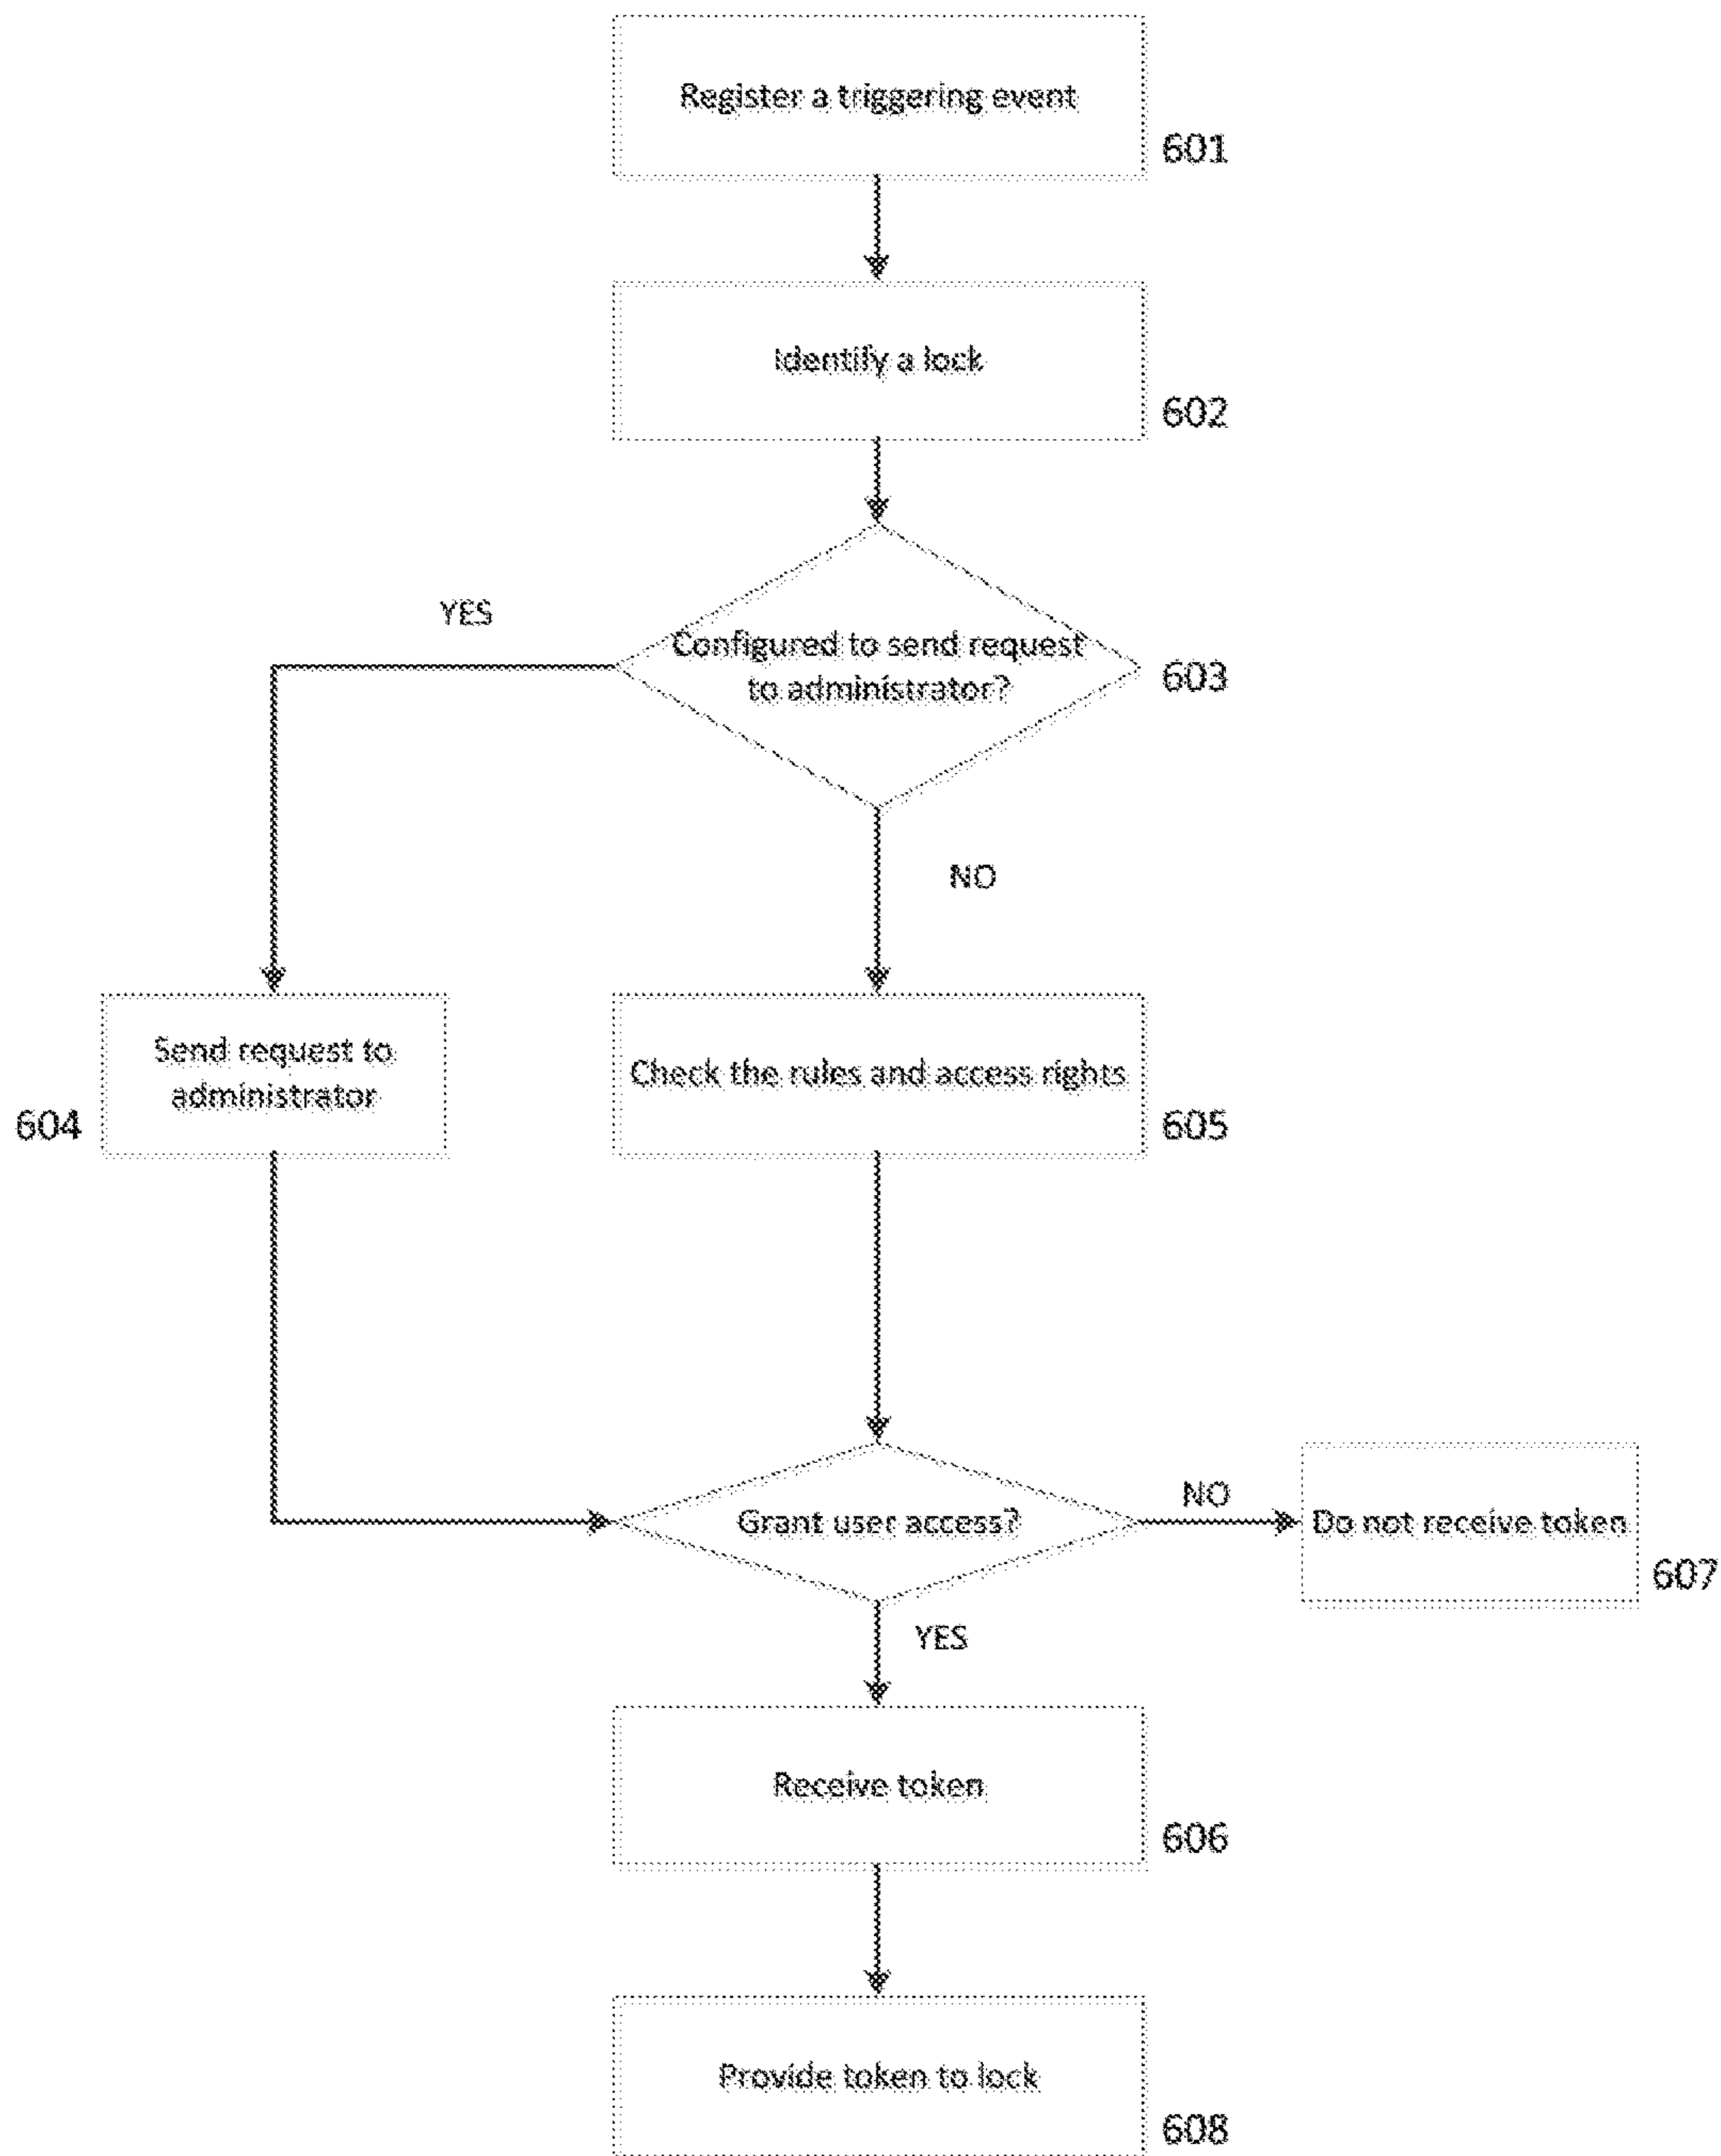 Register a triggering event
601
Identify a lock
602
YES
Configured to send request
to administrator?
603
NO
Send request to
administrator
604
Check the rules and access rights
605
Grant user access?
NO
Do not receive token
607
YES
Receive token
606
Provide token to lock
608